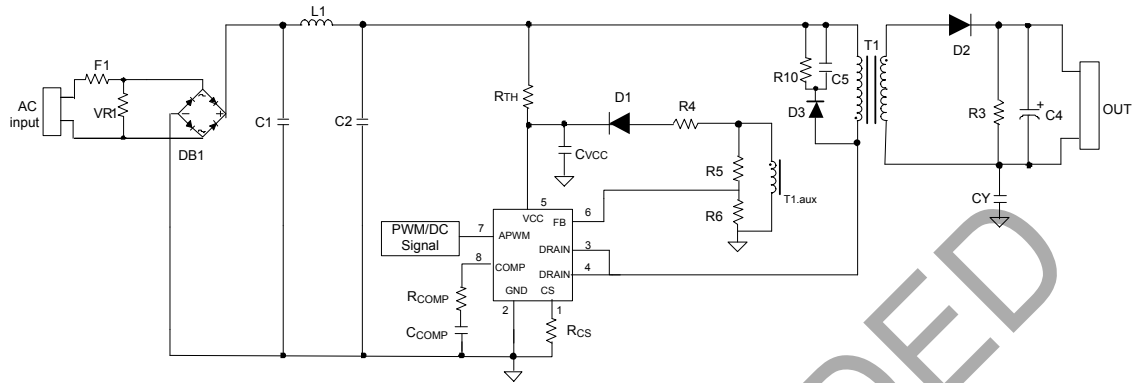 L1
F1
AC
input
VR1
DB1
C1
C2
RTH
CVCC
D1
R4
R5
R6
T1.aux
R10
C5
D3
T1
D2
R3
C4
+
OUT
CY
PWM/DC
Signal
7
8
5
VCC
6
FB
APWM
COMP
DRAIN
3
DRAIN
4
GND
CS
2
1
RCOMP
CCOMP
RCS